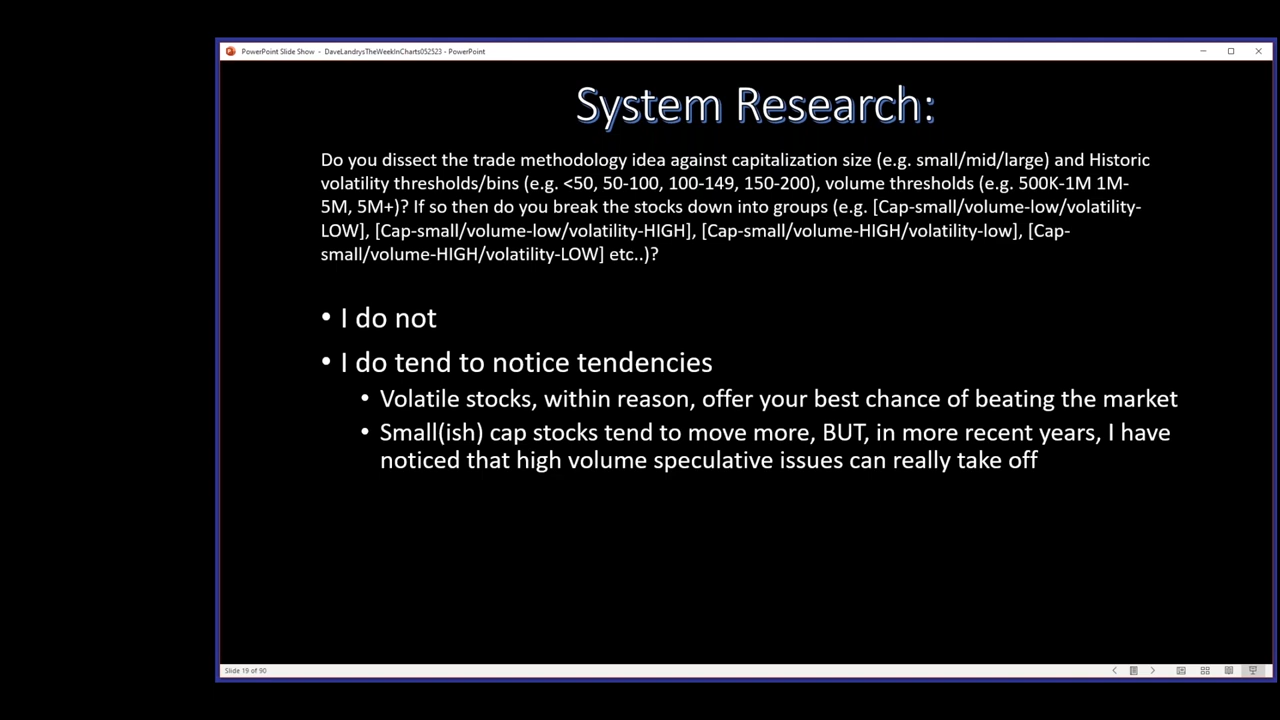 PowerPoint Slide Show - DaveLandrysTheWeekInCharts052523 - PowerPoint
System Research:
Do you dissect the trade methodology idea against capitalization size (e.g. small/mid/large) and Historic
volatility thresholds/bins (e.g. <50, 50-100, 100-149, 150-200), volume thresholds (e.g. 500K-1M 1M-
5M, 5M+)? If so then do you break the stocks down into groups (e.g. [Cap-small/volume-low/volatility-
LOW], [Cap-small/volume-low/volatility-HIGH], [Cap-small/volume-HIGH/volatility-low], [Cap-
small/volume-HIGH/volatility-LOW] etc..)?
• I do not
• I do tend to notice tendencies
• Volatile stocks, within reason, offer your best chance of beating the market
• Small(ish) cap stocks tend to move more, BUT, in more recent years, I have
noticed that high volume speculative issues can really take off
Slide 19 of 90